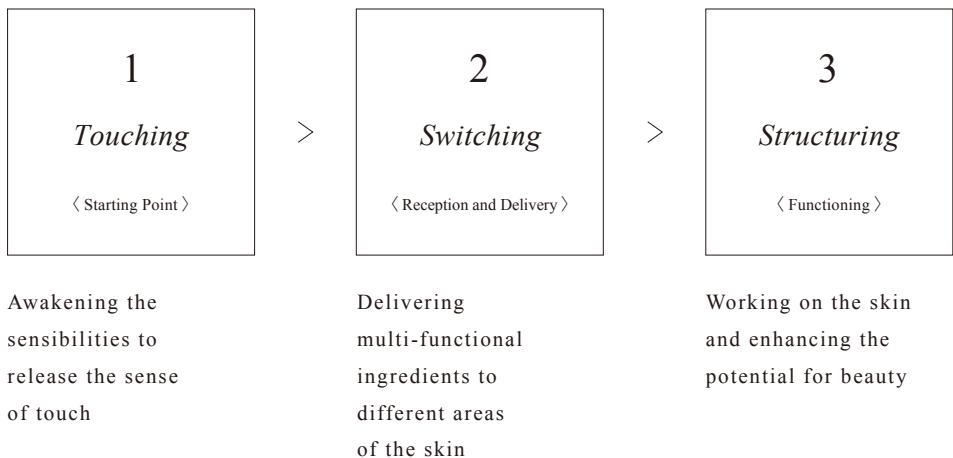 1
Touching
〈 Starting Point 〉
Awakening the
sensibilities to
release the sense
of touch
>
2
Switching
〈 Reception and Delivery 〉
Delivering
multi-functional
ingredients to
different areas
of the skin
>
3
Structuring
〈 Functioning 〉
Working on the skin
and enhancing the
potential for beauty